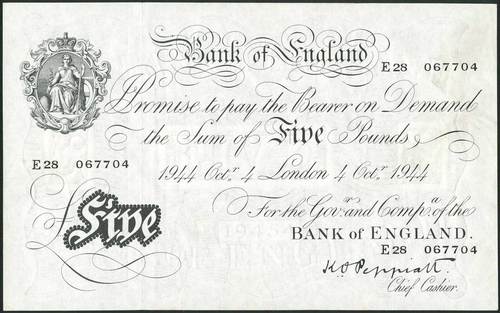 Bank of England
E28 067704
I Promise to pay the Bearer on Demand
the Sum of Five Pounds
E28 067704
1944 Octr. 4 London 4 Octr. 1944
For the Govr. and Compa. of the
BANK OF ENGLAND.
£Five
E28 067704
K O Peppiatt.
Chief Cashier.